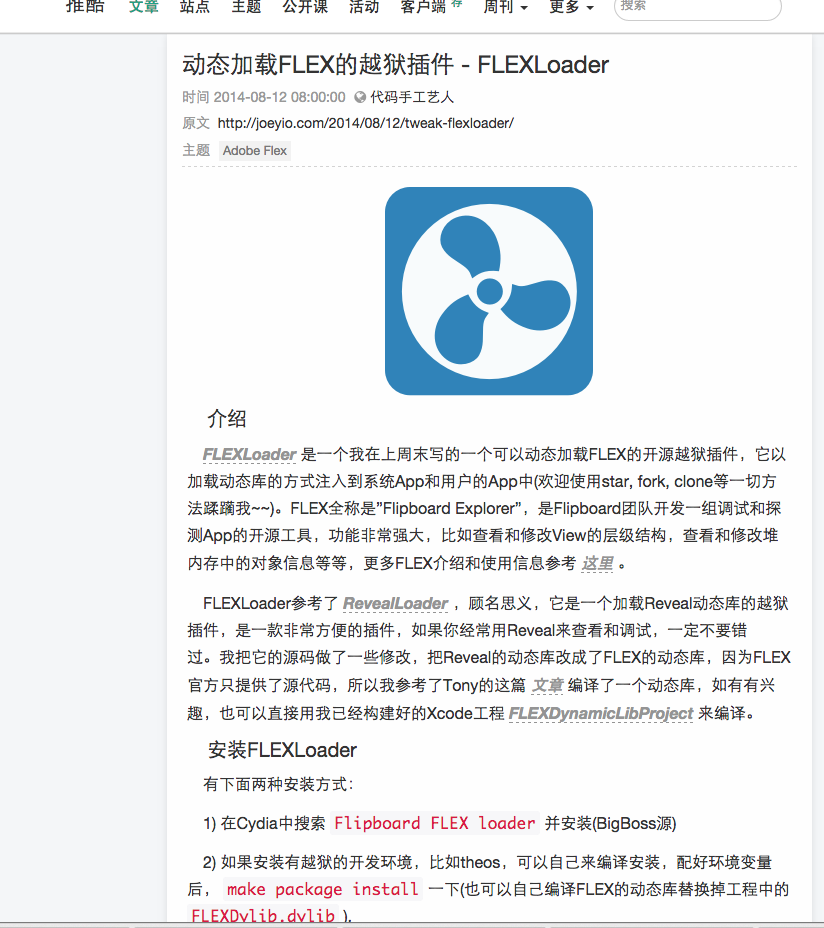 推酷 文章 站点 主题 公开课 活动 客户端 荐 周刊 更多 搜索
动态加载FLEX的越狱插件 - FLEXLoader
时间 2014-08-12 08:00:00 代码手工艺人
原文 http://joeyio.com/2014/08/12/tweak-flexloader/
主题 Adobe Flex
介绍
FLEXLoader 是一个我在上周末写的一个可以动态加载FLEX的开源越狱插件，它以
加载动态库的方式注入到系统App和用户的App中(欢迎使用star, fork, clone等一切方
法蹂躏我~~)。FLEX全称是”Flipboard Explorer”，是Flipboard团队开发一组调试和探
测App的开源工具，功能非常强大，比如查看和修改View的层级结构，查看和修改堆
内存中的对象信息等等，更多FLEX介绍和使用信息参考 这里 。
FLEXLoader参考了 RevealLoader ，顾名思义，它是一个加载Reveal动态库的越狱
插件，是一款非常方便的插件，如果你经常用Reveal来查看和调试，一定不要错
过。我把它的源码做了一些修改，把Reveal的动态库改成了FLEX的动态库，因为FLEX
官方只提供了源代码，所以我参考了Tony的这篇 文章 编译了一个动态库，如有有兴
趣，也可以直接用我已经构建好的Xcode工程 FLEXDynamicLibProject 来编译。
安装FLEXLoader
有下面两种安装方式：
1) 在Cydia中搜索 Flipboard FLEX loader 并安装(BigBoss源)
2) 如果安装有越狱的开发环境，比如theos，可以自己来编译安装，配好环境变量
后， make package install 一下(也可以自己编译FLEX的动态库替换掉工程中的
FLEXDylib.dylib ).